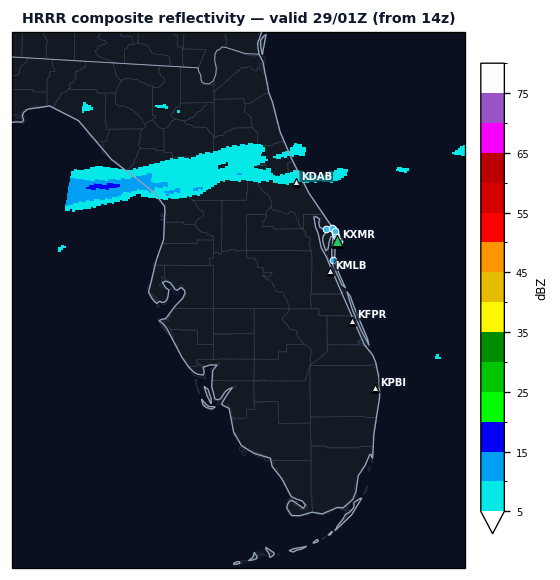 HRRR composite reflectivity — valid 29/01Z (from 14z)
75
65
55
45
35
25
15
5
dBZ
KDAB
KXMR
KMLB
KFPR
KPBI